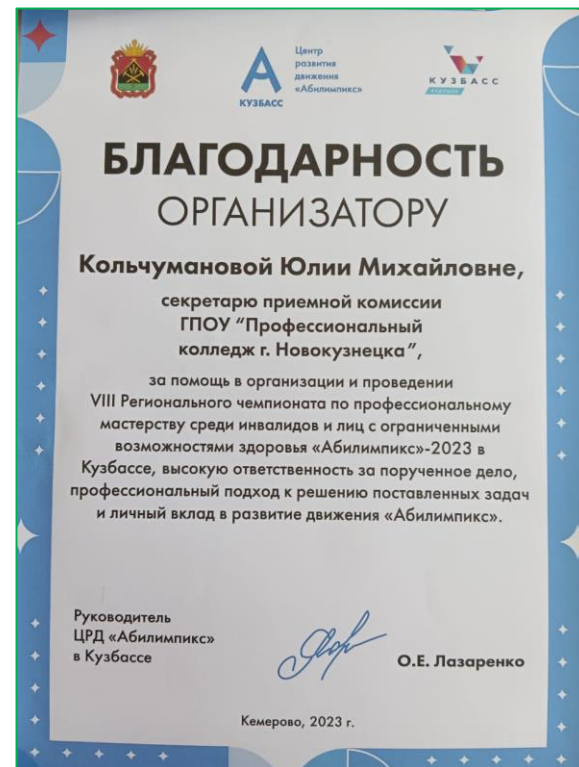 Центр
развития
движения
«Абилимпикс»
КУЗБАСС
КУЗБАСС
БЛАГОДАРНОСТЬ
ОРГАНИЗАТОРУ
Кольчумановой Юлии Михайловне,
секретарю приемной комиссии
ГПОУ "Профессиональный
колледж г. Новокузнецка",
за помощь в организации и проведении
VIII Регионального чемпионата по профессиональному
мастерству среди инвалидов и лиц с ограниченными
возможностями здоровья «Абилимпикс»-2023 в
Кузбассе, высокую ответственность за порученное дело,
профессиональный подход к решению поставленных задач
и личный вклад в развитие движения «Абилимпикс».
Руководитель
ЦРД «Абилимпикс»
в Кузбассе
О.Е. Лазаренко
Кемерово, 2023 г.